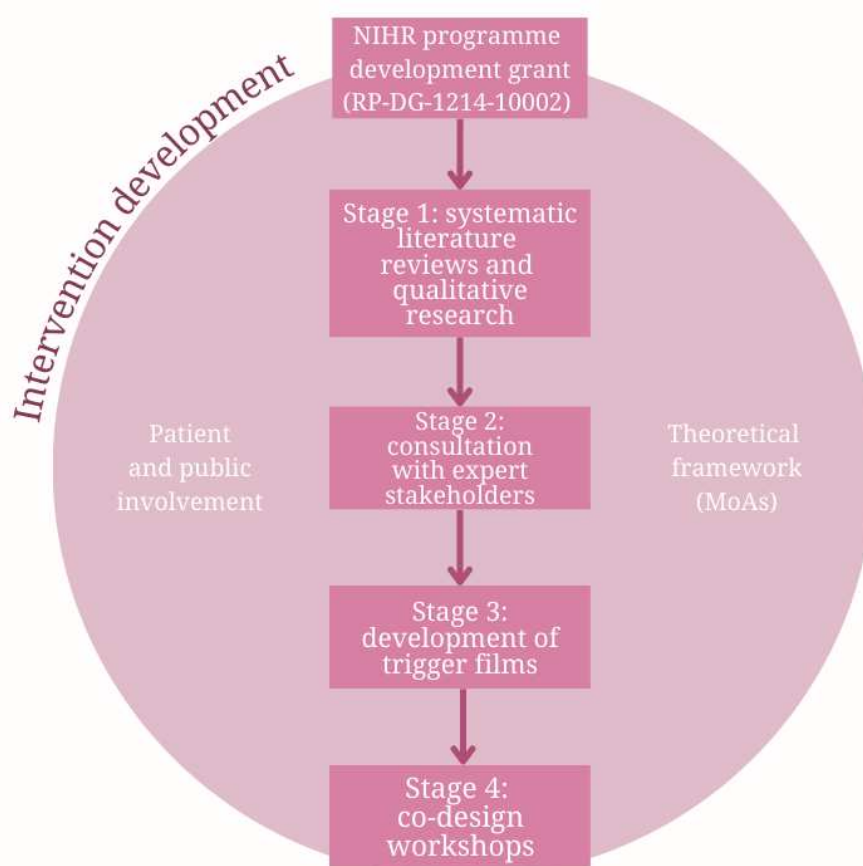 NIHR programme
development grant
(RP-DG-1214-10002)
Intervention development
Stage 1: systematic
literature
reviews and
qualitative
research
Stage 2:
consultation
with expert
stakeholders
Patient
and public
involvement
Theoretical
framework
(MoAs)
Stage 3:
development of
trigger films
Stage 4:
co-design
workshops